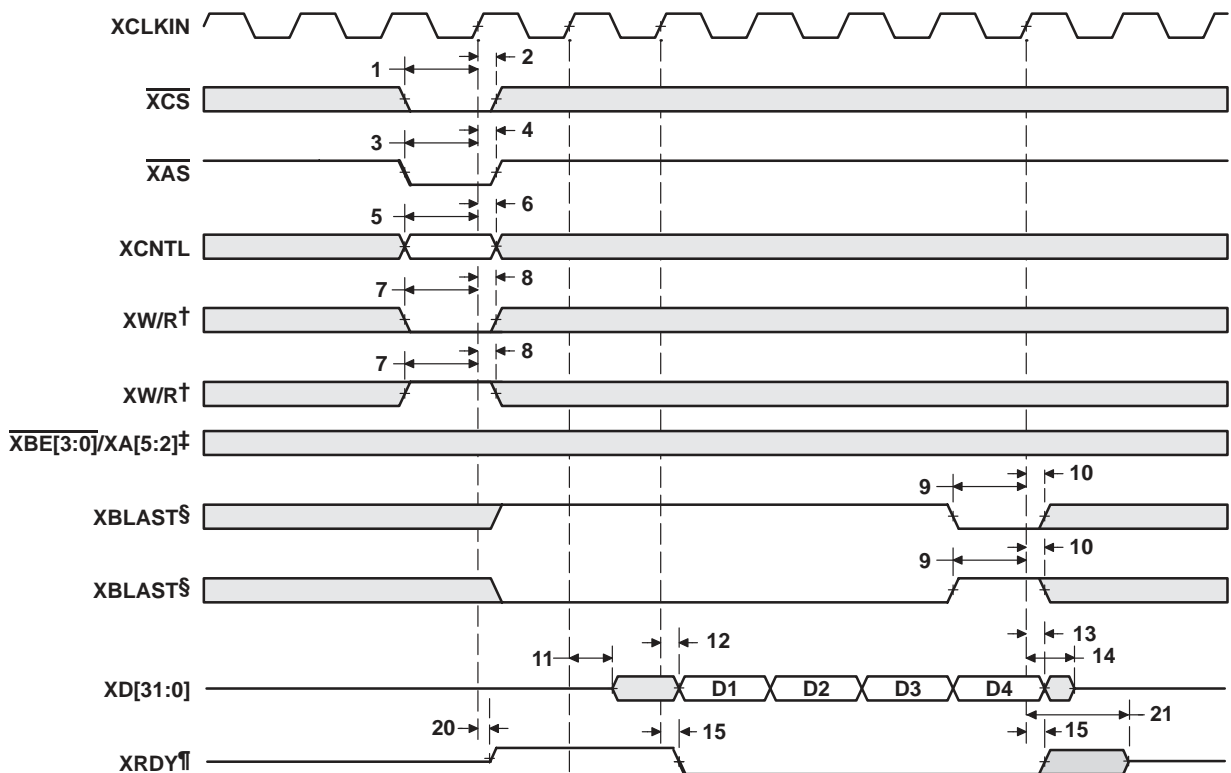 XCLKIN
1
2
XCS
3
4
XAS
5
6
XCNTL
7
8
XW/R†
7
8
XW/R†
XBE[3:0]/XA[5:2]‡
9
10
XBLAST§
9
10
XBLAST§
11
12
13
14
XD[31:0]
D1
D2
D3
D4
20
15
15
21
XRDY¶